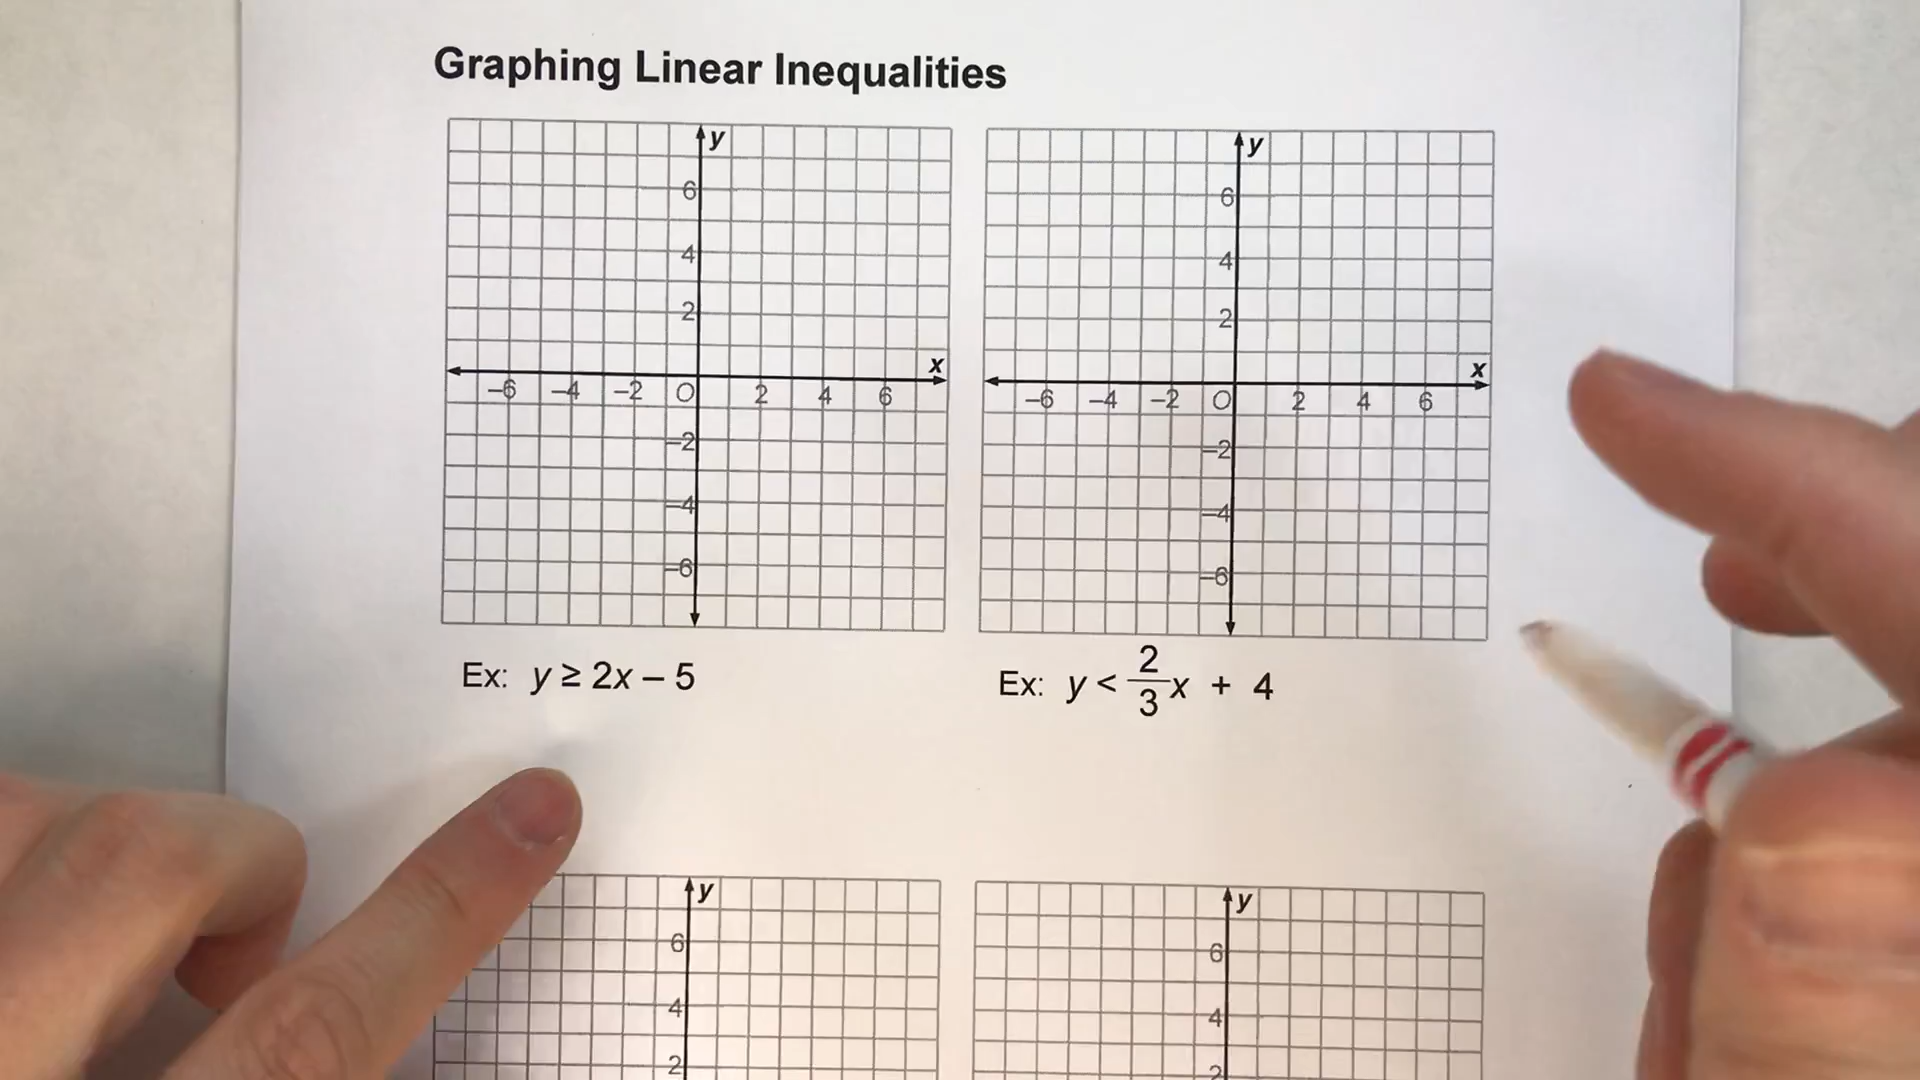 Graphing Linear Inequalities
y
6
4
2
x
–6 –4 –2 O 2 4 6
–2
–4
–6
y
6
4
2
x
–6 –4 –2 O 2 4 6
–2
–4
–6
Ex: y ≥ 2x – 5
Ex: y < 2/3 x + 4
y
6
4
2
y
6
4
2